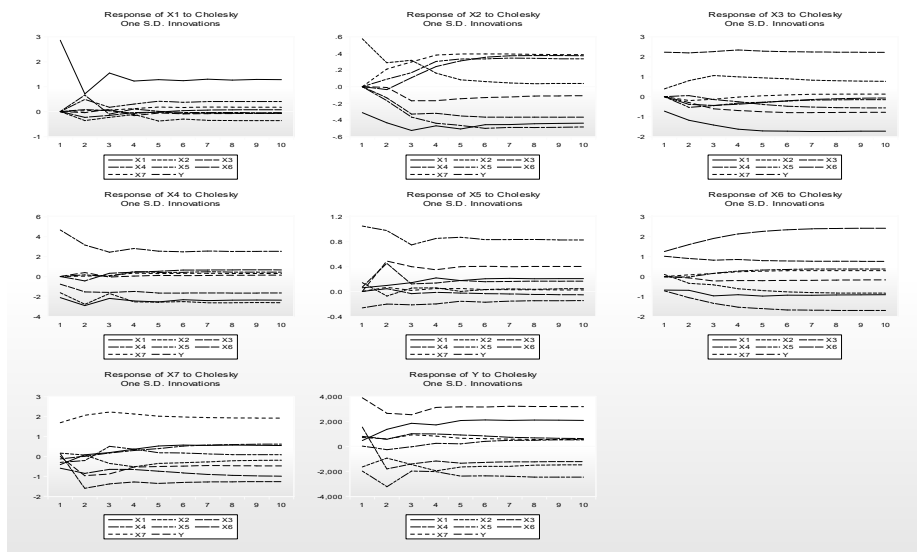 Response of X1 to Cholesky
One S.D. Innovations
3
2
1
0
-1
1 2 3 4 5 6 7 8 9 10
X1 X2 X3
X4 X5 X6
X7 Y
Response of X2 to Cholesky
One S.D. Innovations
.6
.4
.2
.0
-.2
-.4
-.6
1 2 3 4 5 6 7 8 9 10
X1 X2 X3
X4 X5 X6
X7 Y
Response of X3 to Cholesky
One S.D. Innovations
3
2
1
0
-1
-2
1 2 3 4 5 6 7 8 9 10
X1 X2 X3
X4 X5 X6
X7 Y
Response of X4 to Cholesky
One S.D. Innovations
6
4
2
0
-2
-4
1 2 3 4 5 6 7 8 9 10
X1 X2 X3
X4 X5 X6
X7 Y
Response of X5 to Cholesky
One S.D. Innovations
1.2
0.8
0.4
0.0
-0.4
1 2 3 4 5 6 7 8 9 10
X1 X2 X3
X4 X5 X6
X7 Y
Response of X6 to Cholesky
One S.D. Innovations
3
2
1
0
-1
-2
1 2 3 4 5 6 7 8 9 10
X1 X2 X3
X4 X5 X6
X7 Y
Response of X7 to Cholesky
One S.D. Innovations
3
2
1
0
-1
-2
1 2 3 4 5 6 7 8 9 10
X1 X2 X3
X4 X5 X6
X7 Y
Response of Y to Cholesky
One S.D. Innovations
4,000
2,000
0
-2,000
-4,000
1 2 3 4 5 6 7 8 9 10
X1 X2 X3
X4 X5 X6
X7 Y